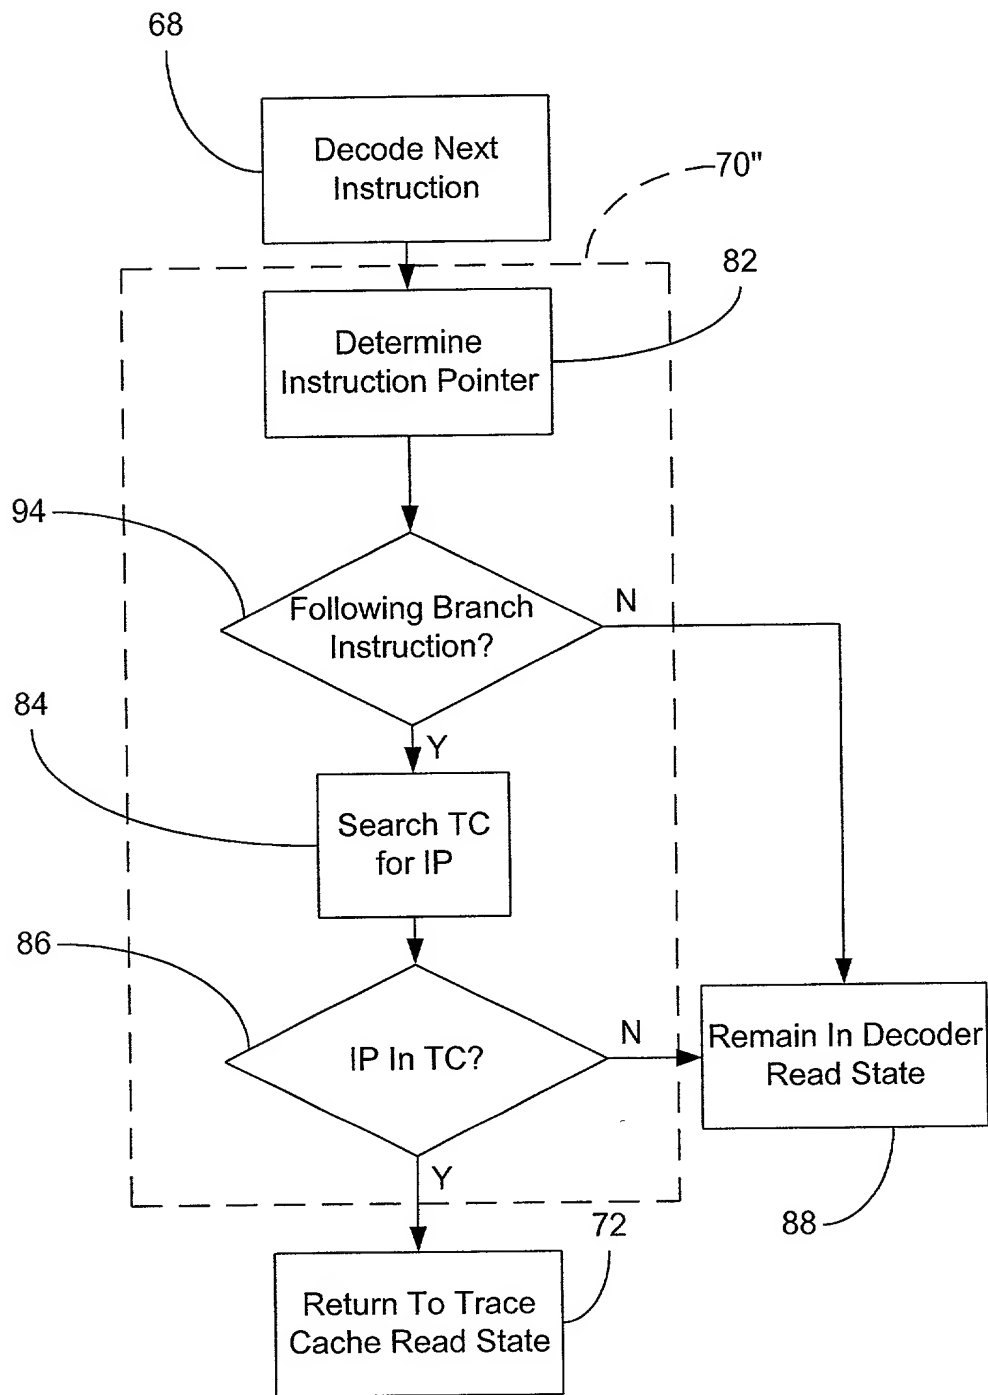 68
Decode Next
Instruction
70"
82
Determine
Instruction Pointer
94
Following Branch
Instruction?
N
84
Y
Search TC
for IP
86
IP In TC?
N
Remain In Decoder
Read State
Y
88
72
Return To Trace
Cache Read State